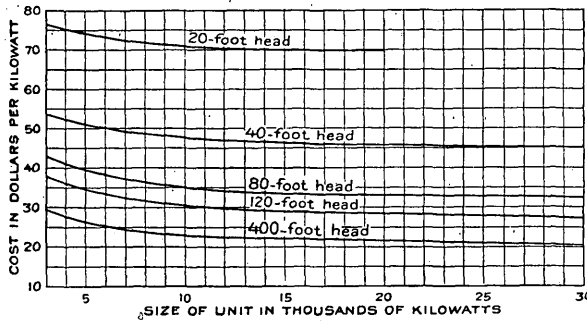 COST IN DOLLARS PER KILOWATT
80
70
60
50
40
30
20
10
20-foot head
40-foot head
80-foot head
120-foot head
400-foot head
5 10 15 20 25 30
SIZE OF UNIT IN THOUSANDS OF KILOWATTS